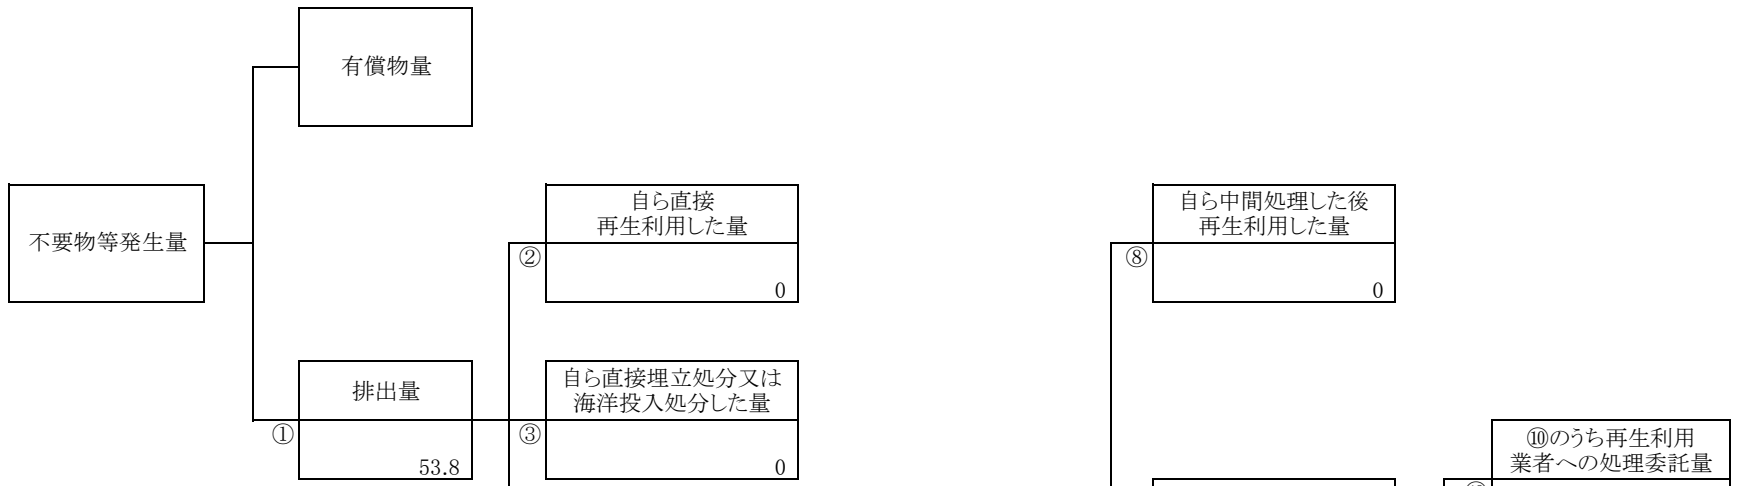 有償物量
不要物等発生量
自ら直接
再生利用した量
②
0
自ら中間処理した後
再生利用した量
⑧
0
排出量
①
53.8
自ら直接埋立処分又は
海洋投入処分した量
③
0
⑩のうち再生利用
業者への処理委託量